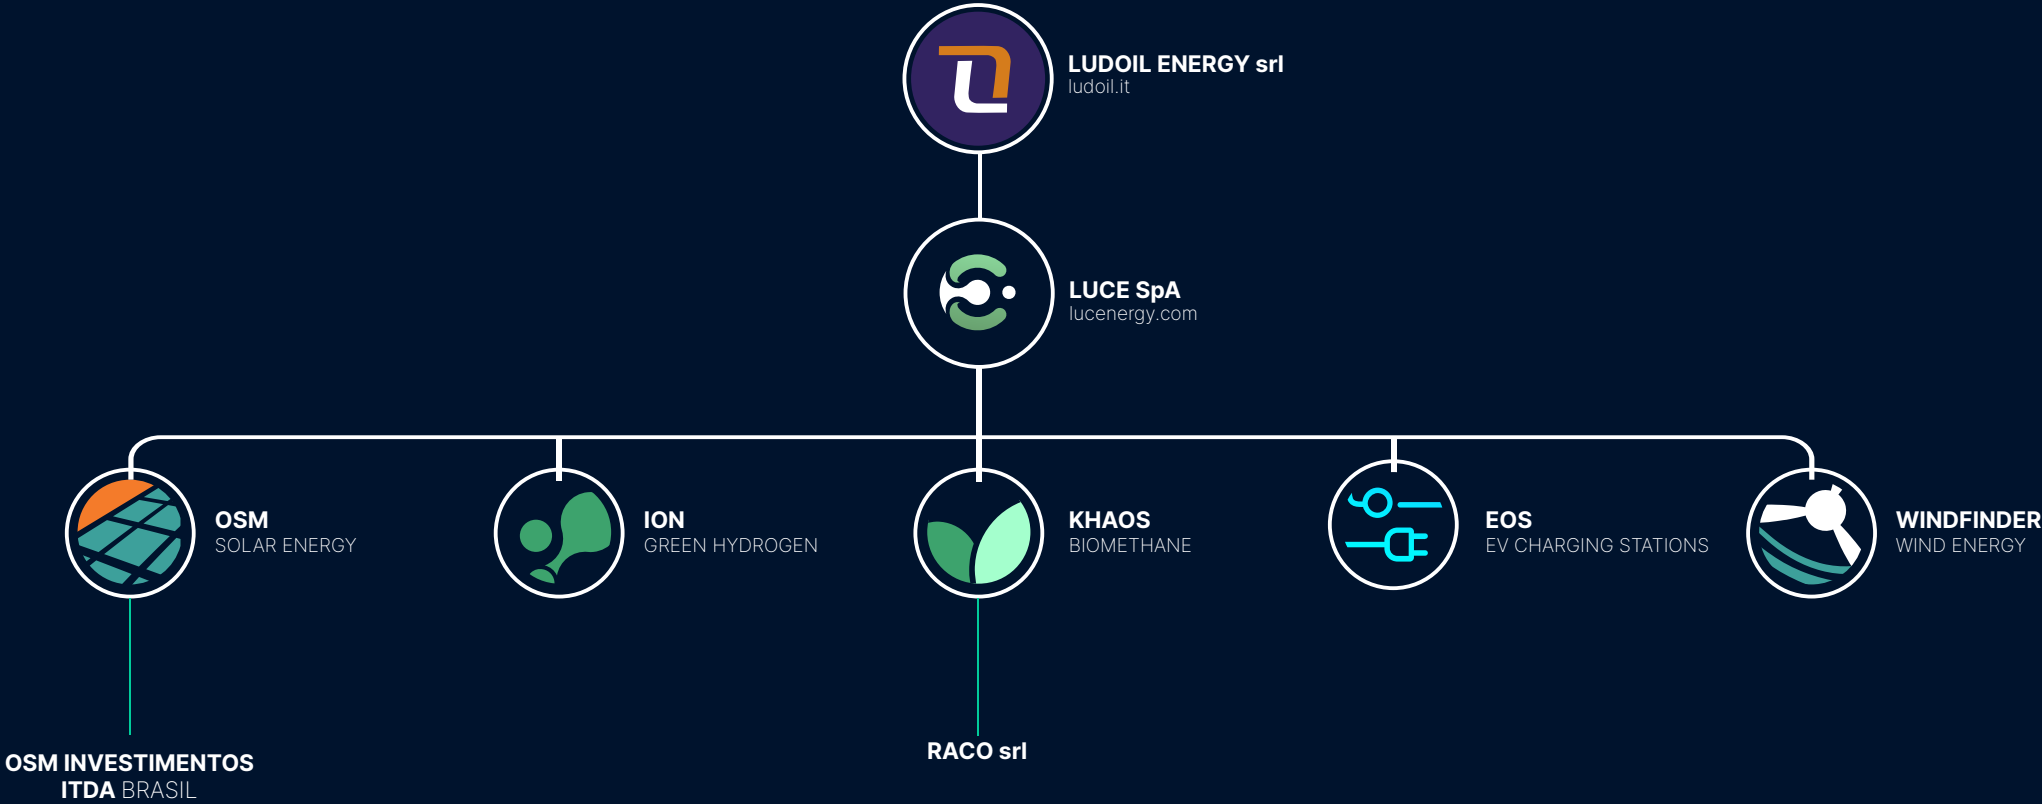 LUDOIL ENERGY srl
ludoil.it
LUCE SpA
lucenergy.com
OSM
SOLAR ENERGY
ION
GREEN HYDROGEN
KHAOS
BIOMETHANE
EOS
EV CHARGING STATIONS
WINDFINDER
WIND ENERGY
OSM INVESTIMENTOS
ITDA BRASIL
RACO srl